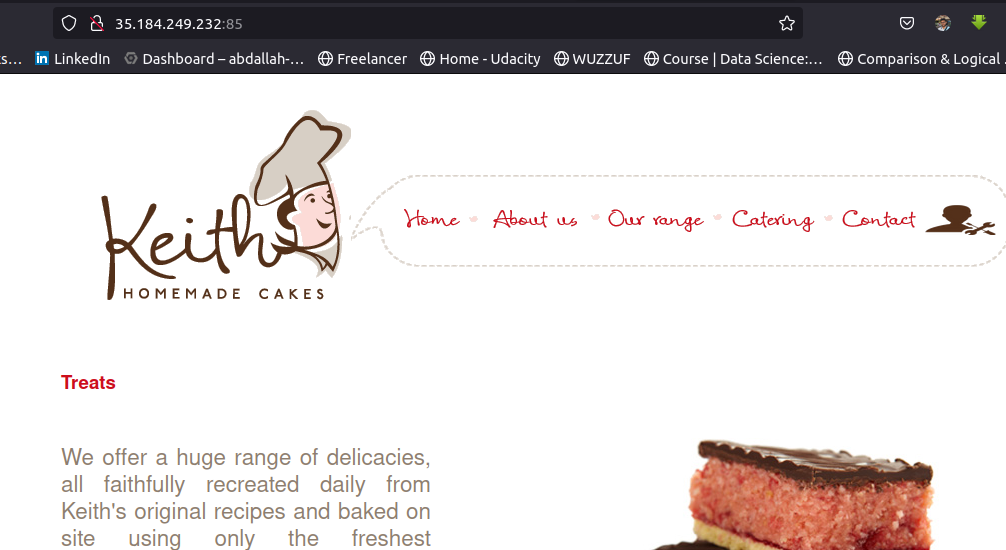 35.184.249.232:85
ks… LinkedIn Dashboard – abdallah-… Freelancer Home - Udacity WUZZUF Course | Data Science:… Comparison & Logical
Keith's
HOMEMADE CAKES
Home About us Our range Catering Contact
Treats
We offer a huge range of delicacies,
all faithfully recreated daily from
Keith's original recipes and baked on
site using only the freshest